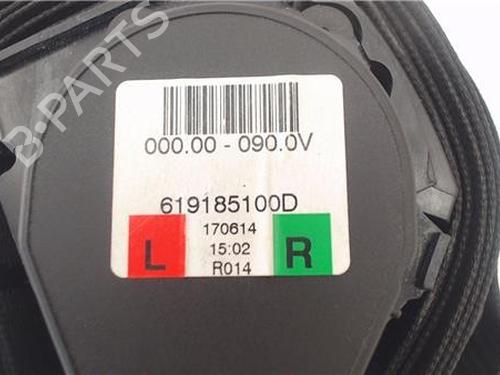 B-PARTS
000.00 - 090.0V
619185100D
L
170614
15:02
R014
R